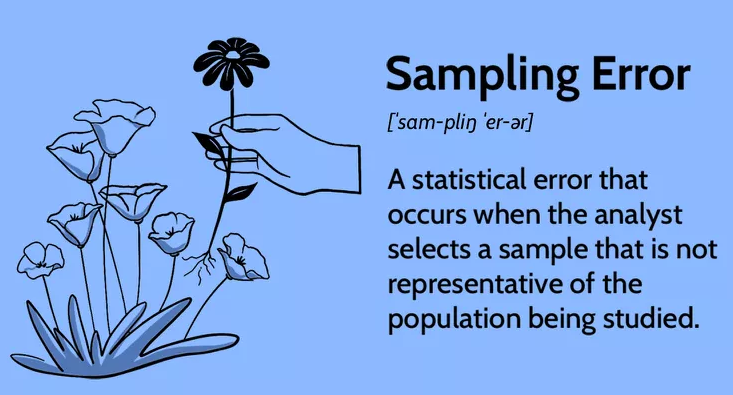 Sampling Error
[ˈsam-pliŋ ˈer-ər]
A statistical error that
occurs when the analyst
selects a sample that is not
representative of the
population being studied.